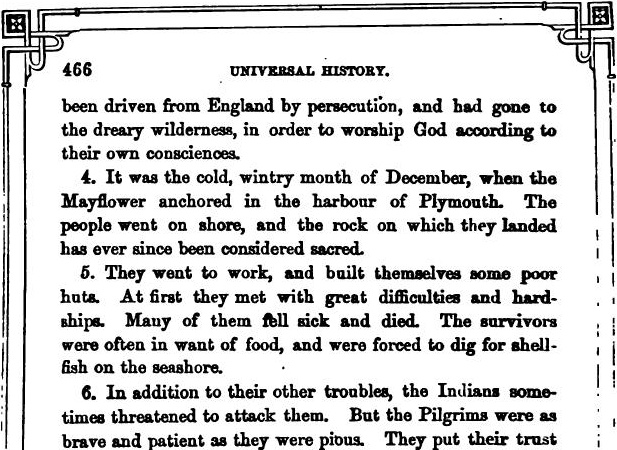 466 UNIVERSAL HISTORY.
been driven from England by persecution, and had gone to
the dreary wilderness, in order to worship God according to
their own consciences.
4. It was the cold, wintry month of December, when the
Mayflower anchored in the harbour of Plymouth. The
people went on shore, and the rock on which they landed
has ever since been considered sacred.
5. They went to work, and built themselves some poor
huts. At first they met with great difficulties and hard-
ships. Many of them fell sick and died. The survivors
were often in want of food, and were forced to dig for shell-
fish on the seashore.
6. In addition to their other troubles, the Indians some-
times threatened to attack them. But the Pilgrims were as
brave and patient as they were pious. They put their trust